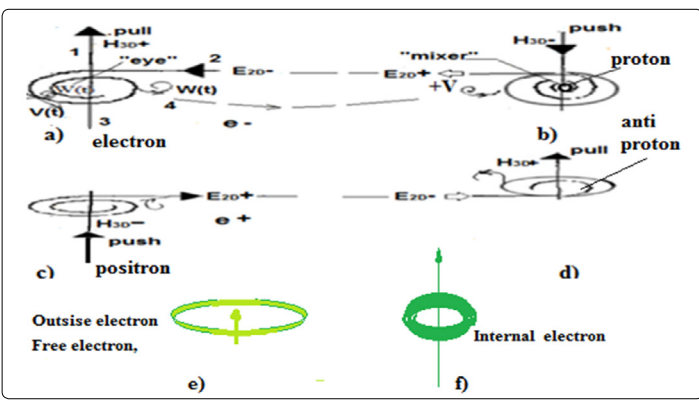 pull
H3D+
1
"eye"
2
E2D-
W(t)
W(t)
V(t)
4
3
e -
a)
electron
push
H3D-
"mixer"
proton
E2D+
+V
b)
anti
proton
pull
H3D+
E2D+
E2D-
e +
H3D-
push
c)
positron
d)
Outsise electron
Free electron,
Internal electron
e)
f)